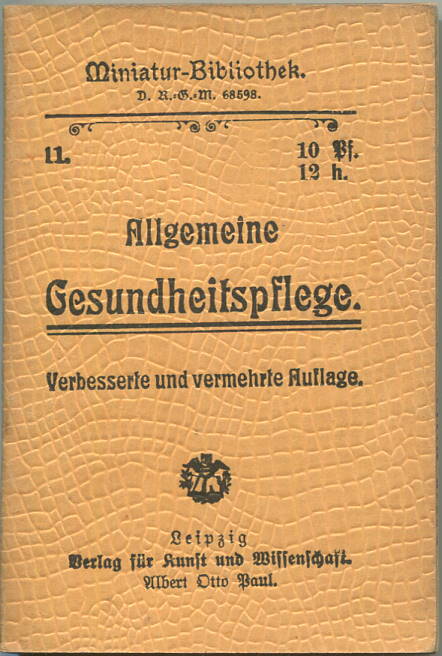 Miniatur-Bibliothek.
D. R.-G.-M. 68598.
11.
10 Pf.
12 h.
Allgemeine
Gesundheitspflege.
Verbesserte und vermehrte Auflage.
Leipzig
Verlag für Kunst und Wissenschaft.
Albert Otto Paul.